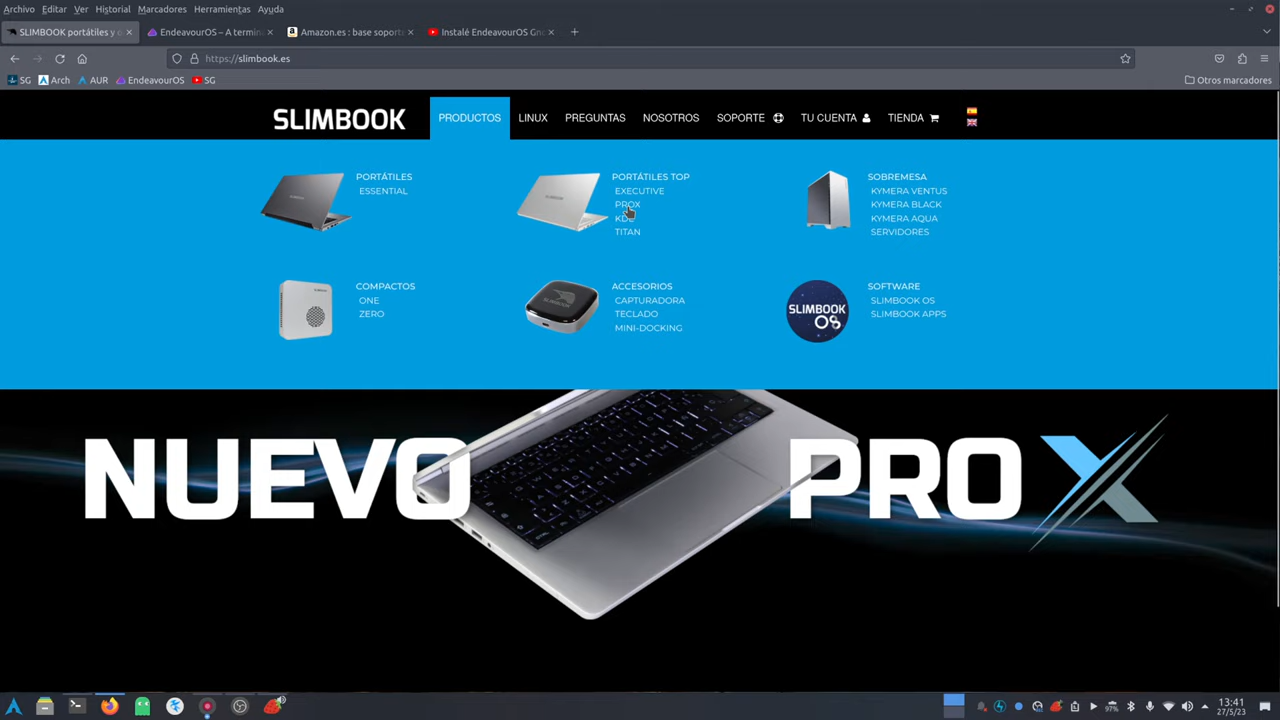 Archivo Editar Ver Historial Marcadores Herramientas Ayuda
SLIMBOOK portátiles y o
EndeavourOS – A termin
Amazon.es : base soport
Instalé EndeavourOS Gno
https://slimbook.es
SG Arch AUR EndeavourOS SG Otros marcadores
SLIMBOOK PRODUCTOS LINUX PREGUNTAS NOSOTROS SOPORTE TU CUENTA TIENDA
PORTÁTILES
ESSENTIAL
PORTÁTILES TOP
EXECUTIVE
PROX
KDE
TITAN
SOBREMESA
KYMERA VENTUS
KYMERA BLACK
KYMERA AQUA
SERVIDORES
COMPACTOS
ONE
ZERO
ACCESORIOS
CAPTURADORA
TECLADO
MINI-DOCKING
SLIMBOOK
OS
SOFTWARE
SLIMBOOK OS
SLIMBOOK APPS
NUEVO PRO X
97%
13:41
27/5/23